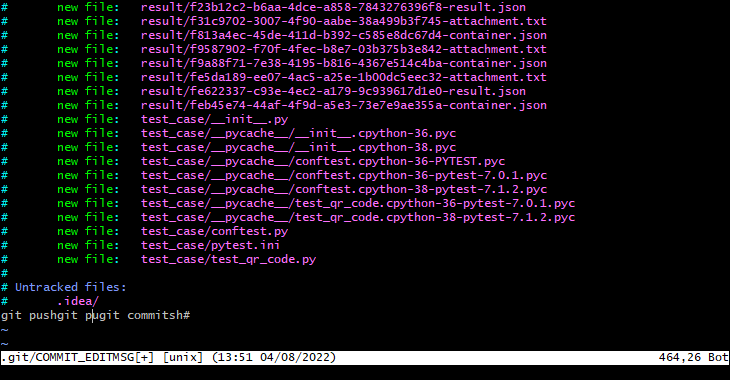 #       new file:   result/f23b12c2-b6aa-4dce-a858-7843276396f8-result.json
#       new file:   result/f31c9702-3007-4f90-aabe-38a499b3f745-attachment.txt
#       new file:   result/f813a4ec-45de-411d-b392-c585e8dc67d4-container.json
#       new file:   result/f9587902-f70f-4fec-b8e7-03b375b3e842-attachment.txt
#       new file:   result/f9a88f71-7e38-4195-b816-4367e514c4ba-container.json
#       new file:   result/fe5da189-ee07-4ac5-a25e-1b00dc5eec32-attachment.txt
#       new file:   result/fe622337-c93e-4ec2-a179-9c939617d1e0-result.json
#       new file:   result/feb45e74-44af-4f9d-a5e3-73e7e9ae355a-container.json
#       new file:   test_case/__init__.py
#       new file:   test_case/__pycache__/__init__.cpython-36.pyc
#       new file:   test_case/__pycache__/__init__.cpython-38.pyc
#       new file:   test_case/__pycache__/conftest.cpython-36-PYTEST.pyc
#       new file:   test_case/__pycache__/conftest.cpython-36-pytest-7.0.1.pyc
#       new file:   test_case/__pycache__/conftest.cpython-38-pytest-7.1.2.pyc
#       new file:   test_case/__pycache__/test_qr_code.cpython-36-pytest-7.0.1.pyc
#       new file:   test_case/__pycache__/test_qr_code.cpython-38-pytest-7.1.2.pyc
#       new file:   test_case/conftest.py
#       new file:   test_case/pytest.ini
#       new file:   test_case/test_qr_code.py
#
# Untracked files:
#       .idea/
git pushgit pugit commitsh#
~
~
.git/COMMIT_EDITMSG[+] [unix] (13:51 04/08/2022) 464,26 Bot